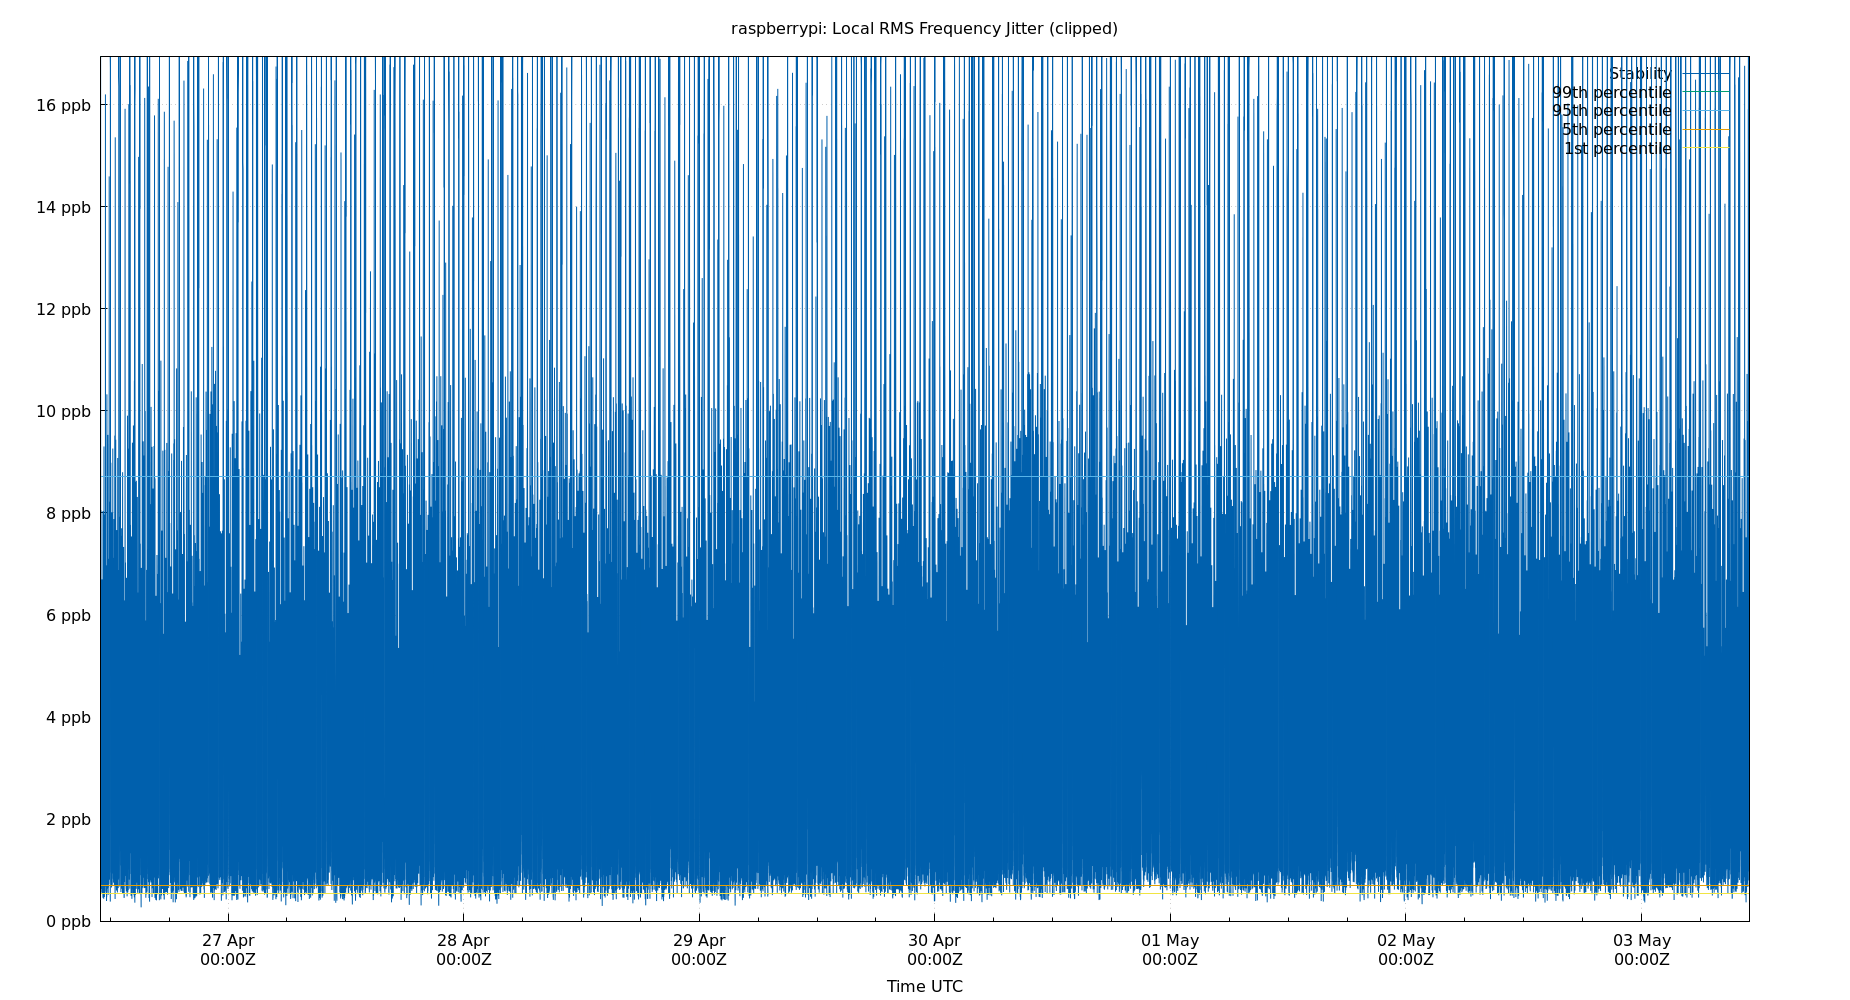 raspberrypi: Local RMS Frequency Jitter (clipped)
Stability
99th percentile
95th percentile
5th percentile
1st percentile
16 ppb
14 ppb
12 ppb
10 ppb
8 ppb
6 ppb
4 ppb
2 ppb
0 ppb
27 Apr 28 Apr 29 Apr 30 Apr 01 May 02 May 03 May
00:00Z 00:00Z 00:00Z 00:00Z 00:00Z 00:00Z 00:00Z
Time UTC